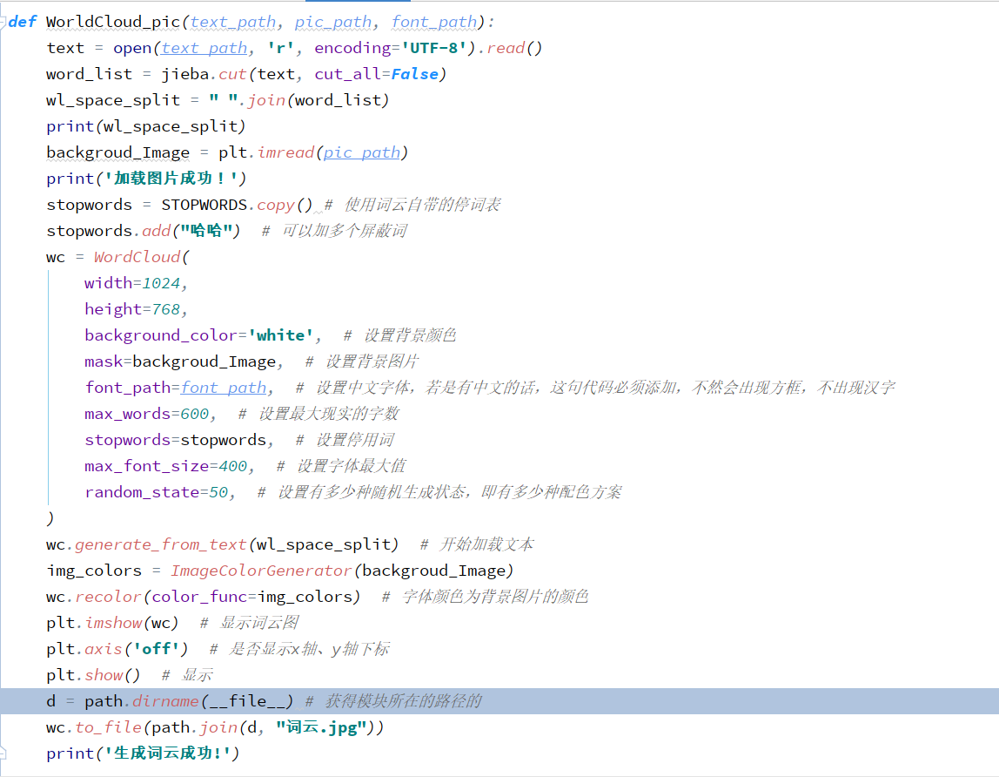 def WorldCloud_pic(text_path, pic_path, font_path):
    text = open(text_path, 'r', encoding='UTF-8').read()
    word_list = jieba.cut(text, cut_all=False)
    wl_space_split = " ".join(word_list)
    print(wl_space_split)
    backgroud_Image = plt.imread(pic_path)
    print('加载图片成功！')
    stopwords = STOPWORDS.copy() # 使用词云自带的停词表
    stopwords.add("哈哈")  # 可以加多个屏蔽词
    wc = WordCloud(
        width=1024,
        height=768,
        background_color='white',  # 设置背景颜色
        mask=backgroud_Image,  # 设置背景图片
        font_path=font_path,  # 设置中文字体，若是有中文的话，这句代码必须添加，不然会出现方框，不出现汉字
        max_words=600,  # 设置最大现实的字数
        stopwords=stopwords,  # 设置停用词
        max_font_size=400,  # 设置字体最大值
        random_state=50,  # 设置有多少种随机生成状态，即有多少种配色方案
    )
    wc.generate_from_text(wl_space_split)  # 开始加载文本
    img_colors = ImageColorGenerator(backgroud_Image)
    wc.recolor(color_func=img_colors)  # 字体颜色为背景图片的颜色
    plt.imshow(wc)  # 显示词云图
    plt.axis('off')  # 是否显示x轴、y轴下标
    plt.show()  # 显示
    d = path.dirname(__file__) # 获得模块所在的路径的
    wc.to_file(path.join(d, "词云.jpg"))
    print('生成词云成功!')